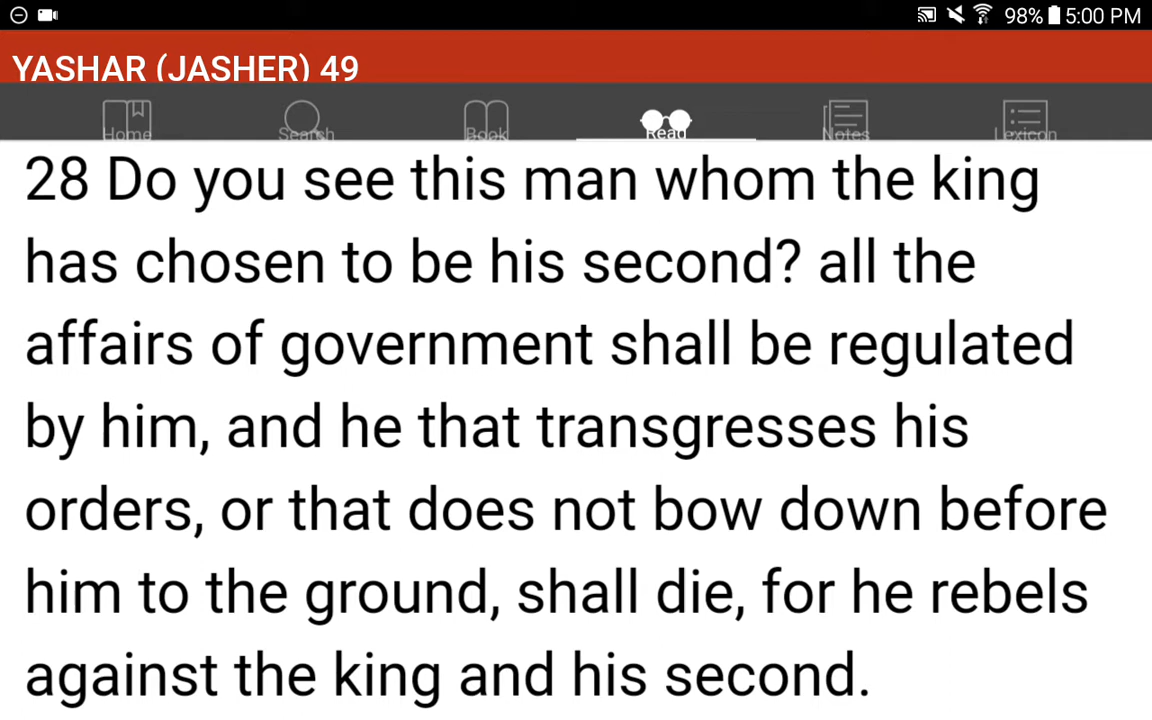 98% 5:00 PM
YASHAR (JASHER) 49
Home Search Book Read Notes Lexicon
28 Do you see this man whom the king
has chosen to be his second? all the
affairs of government shall be regulated
by him, and he that transgresses his
orders, or that does not bow down before
him to the ground, shall die, for he rebels
against the king and his second.